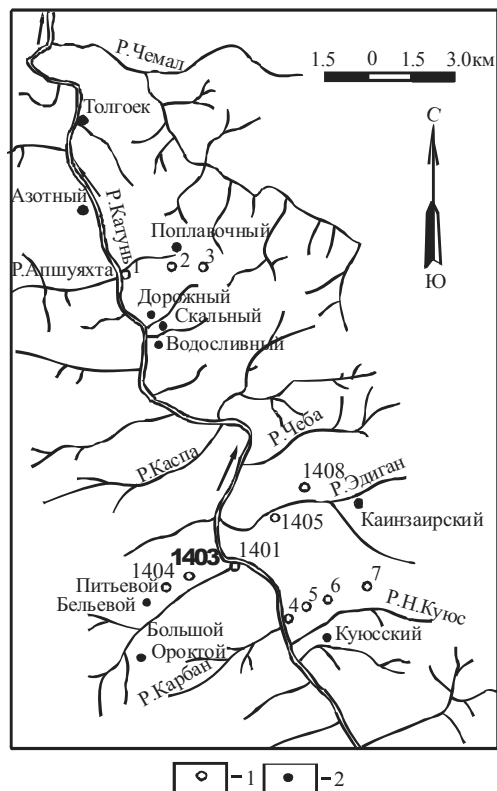 Р.Чемал
1.5 0 1.5 3.0км
Толгоек
С
Ю
Азотный
Р.Катунь
Поплавочный
Р.Апшуяхта
1
2
3
Дорожный
Скальный
Водосливный
Р.Чеба
Р.Каспа
1408
Р.Эдиган
1405
Каинзаирский
1403
1401
1404
Питьевой
Бельевой
7
6
5
4
Р.Н.Куюс
Большой
Ороктой
Куюсский
Р.Карбан
-1
-2